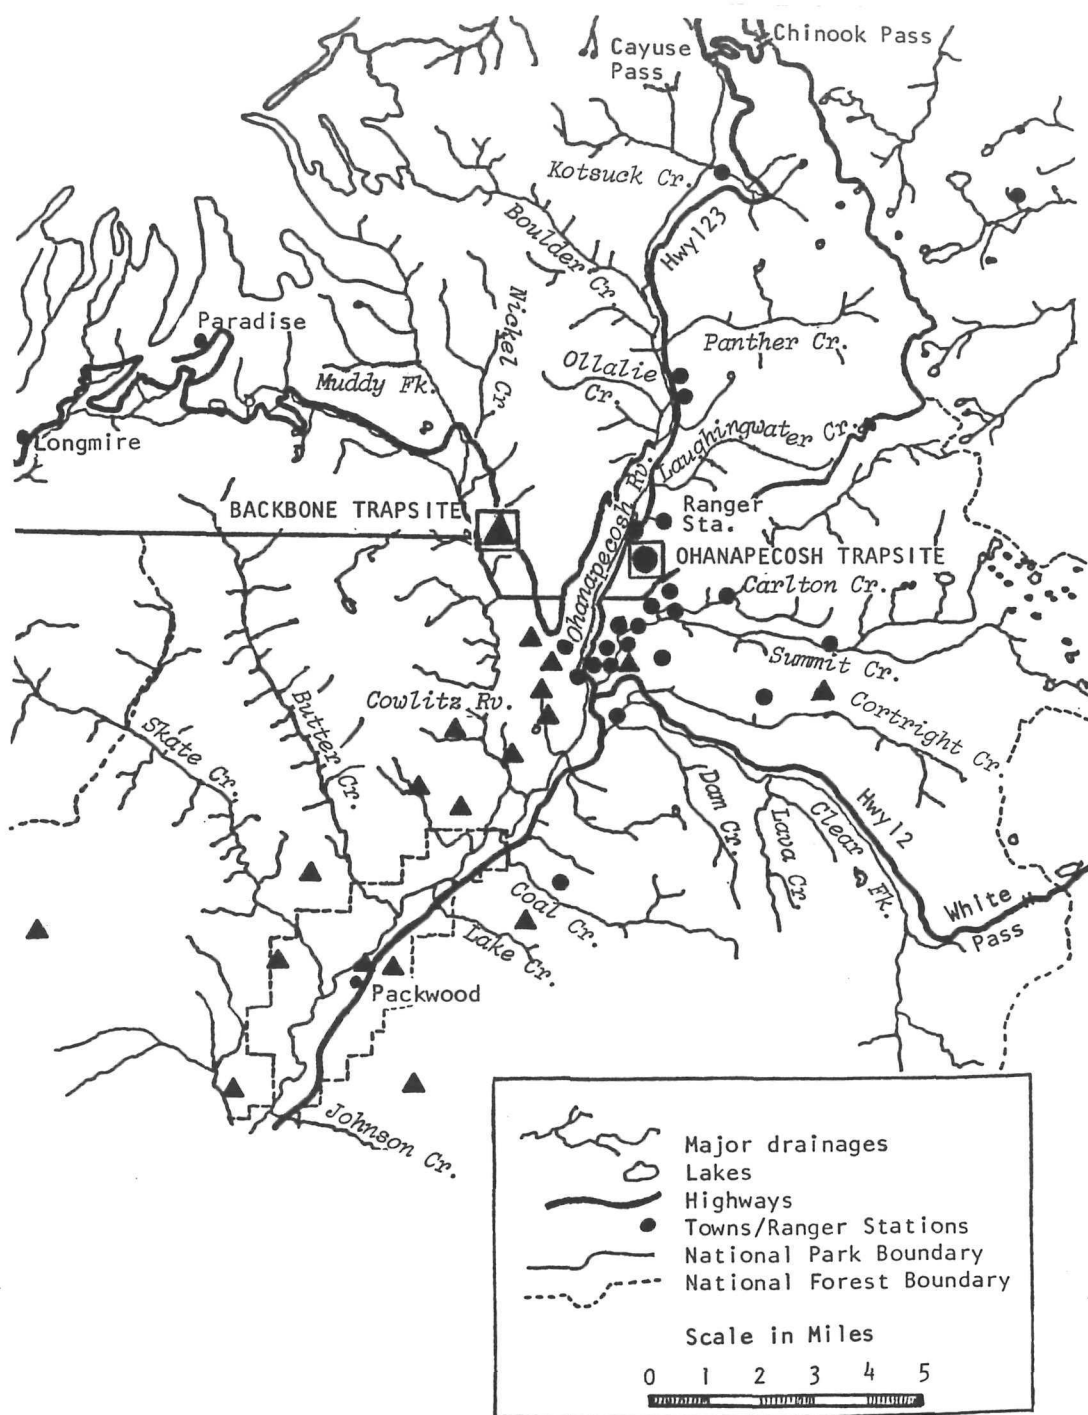 Chinook Pass
Cayuse
Pass
Kotsuck Cr.
Boulder Cr.
Hwy123
Nickel Cr.
Paradise
Panther Cr.
Ollalie
Cr.
Muddy Fk.
Longmire
Laughingwater Cr.
Ohanapecosh Rv.
BACKBONE TRAPSITE
Ranger
Sta.
OHANAPECOSH TRAPSITE
Carlton Cr.
Summit Cr.
Cowlitz Rv.
Cortright Cr.
Skate Cr.
Butter Cr.
Dam Cr.
Lava Cr.
Clear Fk.
Hwy12
White
Pass
Coal Cr.
Lake Cr.
Packwood
Johnson Cr.
Major drainages
Lakes
Highways
Towns/Ranger Stations
National Park Boundary
National Forest Boundary
Scale in Miles
0 1 2 3 4 5